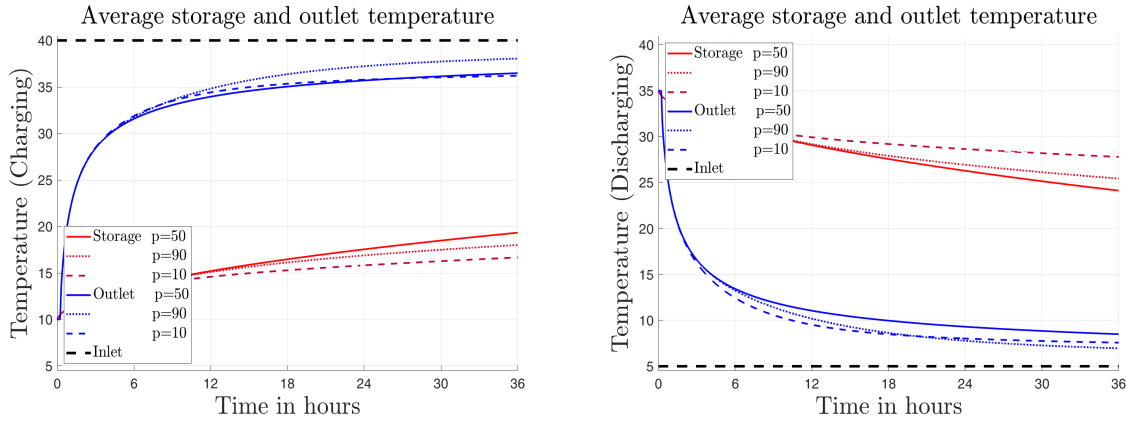 Average storage and outlet temperature
Temperature (Charging)
40
35
30
25
20
15
10
5
Storage p=50
p=90
p=10
Outlet p=50
p=90
p=10
Inlet
0 6 12 18 24 30 36
Time in hours
Average storage and outlet temperature
Temperature (Discharging)
40
35
30
25
20
15
10
5
Storage p=50
p=90
p=10
Outlet p=50
p=90
p=10
Inlet
0 6 12 18 24 30 36
Time in hours